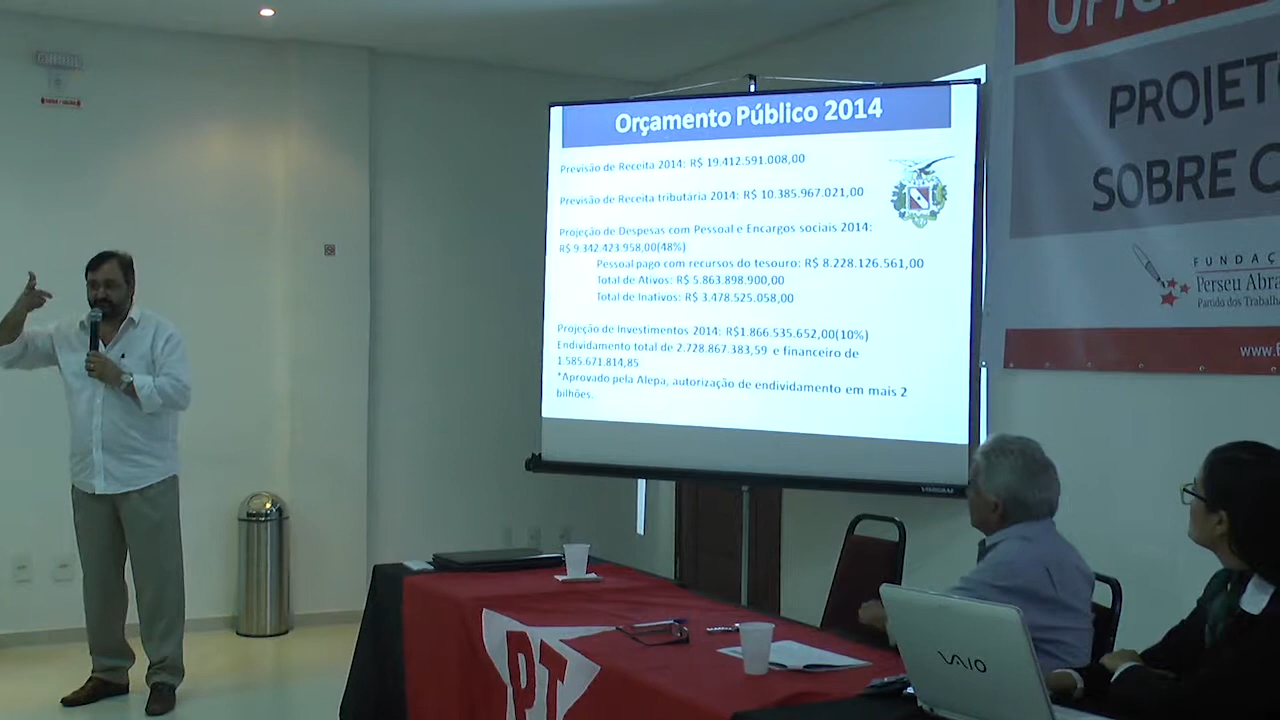 Orçamento Público 2014
Previsão de Receita 2014: R$ 19.412.591.008,00
Previsão de Receita tributária 2014: R$ 10.385.967.021,00
Projeção de Despesas com Pessoal e Encargos sociais 2014:
R$ 9.342.423.958,00(48%)
Pessoal pago com recursos do tesouro: R$ 8.228.126.561,00
Total de Ativos: R$ 5.863.898.900,00
Total de Inativos: R$ 3.478.525.058,00
Projeção de Investimentos 2014: R$1.866.535.652,00(10%)
Endividamento total de 2.728.867.383,59 e financeiro de
1.585.671.814,85
*Aprovado pela Alepa, autorização de endividamento em mais 2
bilhões.
PROJET
SOBRE C
FUNDAÇ
Perseu Abra
Partido dos Trabalh
www.f
PT
VAIO